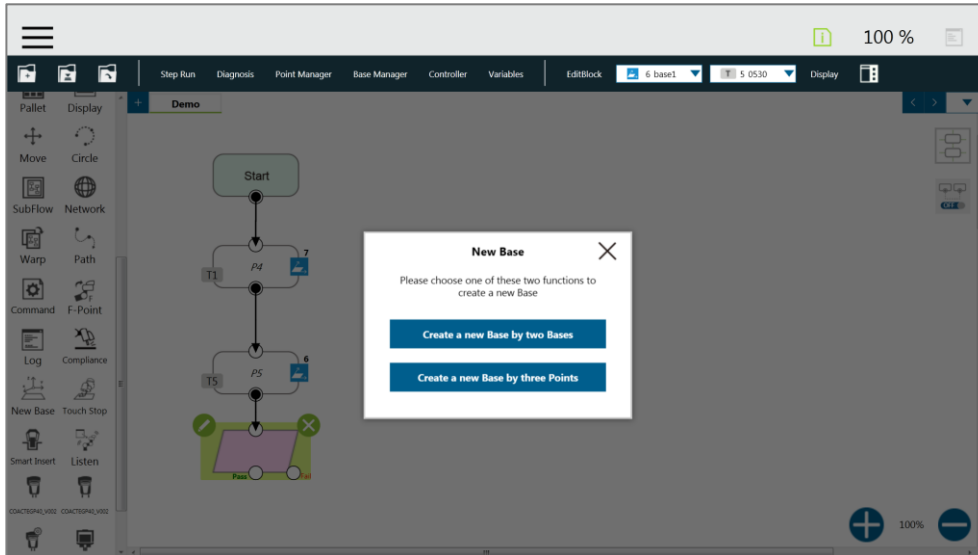 100 %
Step Run Diagnosis Point Manager Base Manager Controller Variables EditBlock 6 base1 T 5 0530 Display
Pallet Display
Demo
Move Circle
SubFlow Network
OFF
Warp Path
Command F-Point
Log Compliance
New Base Touch Stop
Smart Insert Listen
COACTEGP40_V002 COACTEGP40_V002
Start
7
T1 P4
6
T5 P5
Pass Fail
New Base
Please choose one of these two functions to
create a new Base
Create a new Base by two Bases
Create a new Base by three Points
100%